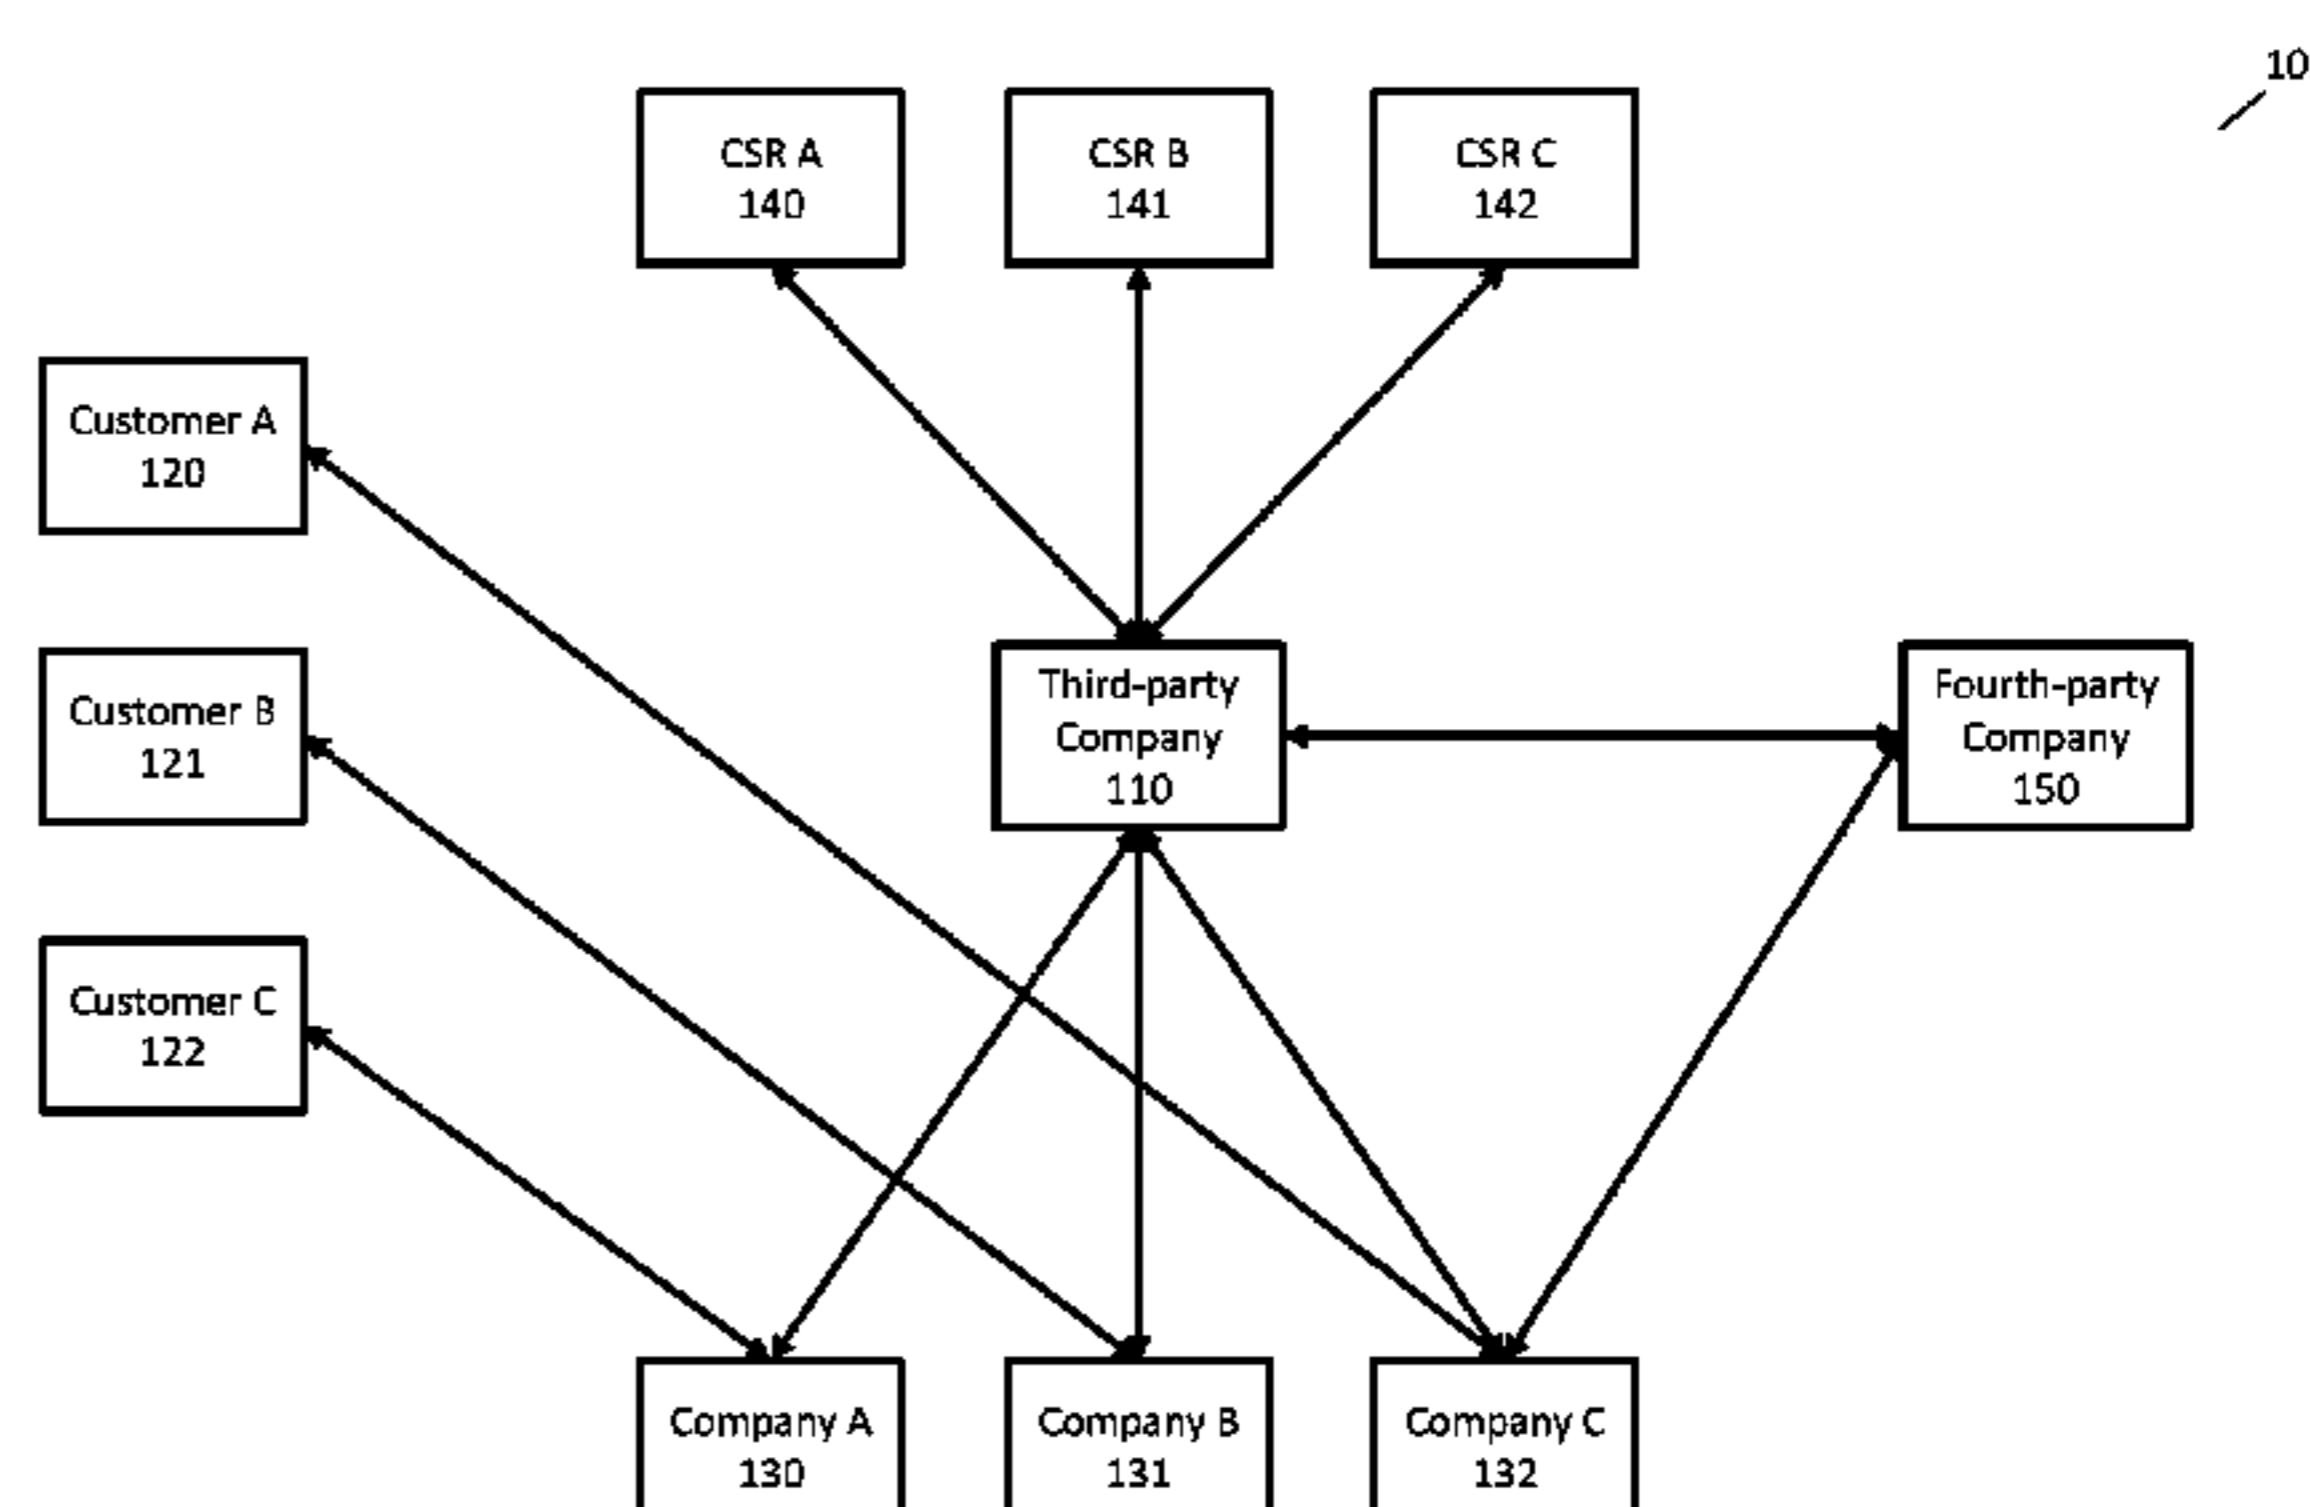 10
CSR A
140
CSR B
141
CSR C
142
Customer A
120
Customer B
121
Third-party
Company
110
Fourth-party
Company
150
Customer C
122
Company A
130
Company B
131
Company C
132